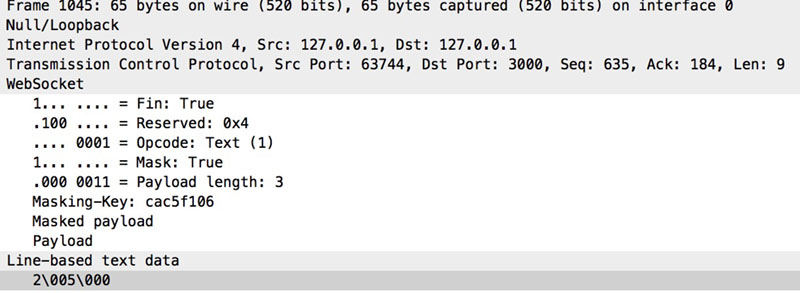 Frame 1045: 65 bytes on wire (520 bits), 65 bytes captured (520 bits) on interface 0
Null/Loopback
Internet Protocol Version 4, Src: 127.0.0.1, Dst: 127.0.0.1
Transmission Control Protocol, Src Port: 63744, Dst Port: 3000, Seq: 635, Ack: 184, Len: 9
WebSocket
1... .... = Fin: True
.100 .... = Reserved: 0x4
.... 0001 = Opcode: Text (1)
1... .... = Mask: True
.000 0011 = Payload length: 3
Masking-Key: cac5f106
Masked payload
Payload
Line-based text data
2\005\000